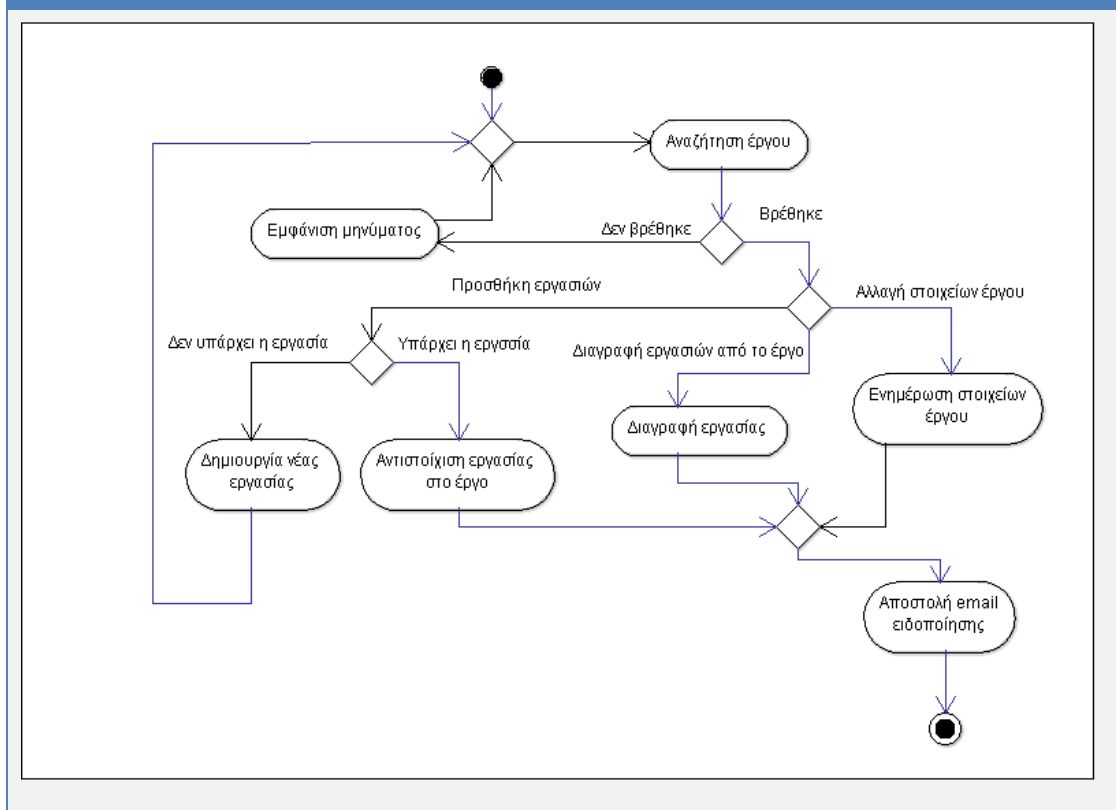 Αναζήτηση έργου
Βρέθηκε
Δεν βρέθηκε
Εμφάνιση μηνύματος
Προσθήκη εργασιών
Αλλαγή στοιχείων έργου
Δεν υπάρχει η εργασία
Υπάρχει η εργσσία
Διαγραφή εργασιών από το έργο
Ενημέρωση στοιχείων
έργου
Διαγραφή εργασίας
Δημιουργία νέας
εργασίας
Αντιστοίχιση εργασίας
στο έργο
Αποστολή email
ειδοποίησης